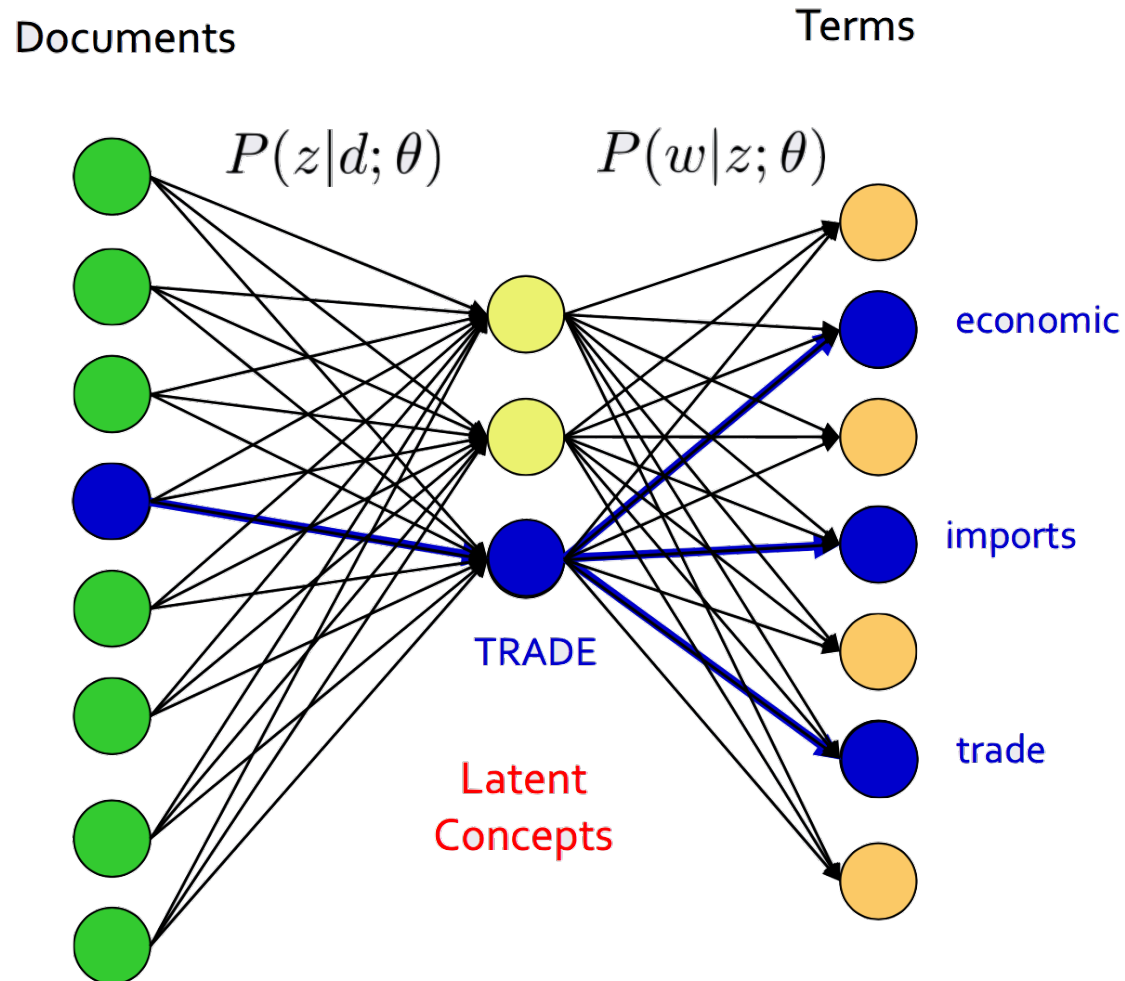 Documents
Terms
P(z|d; θ)
P(w|z; θ)
economic
imports
TRADE
trade
Latent
Concepts